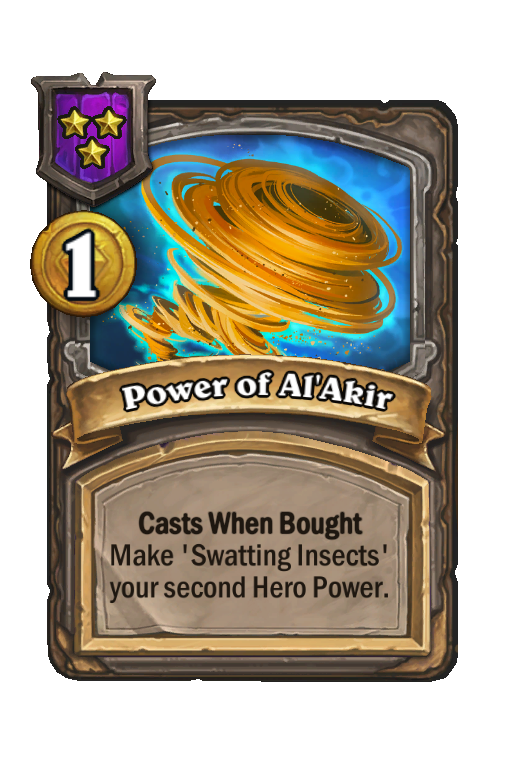 1
Power of Al'Akir
Casts When Bought
Make 'Swatting Insects'
your second Hero Power.